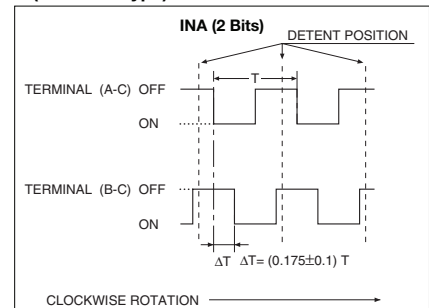 INA (2 Bits)
DETENT POSITION
T
TERMINAL (A-C) OFF
ON
TERMINAL (B-C) OFF
ON
ΔT ΔT= (0.175±0.1) T
CLOCKWISE ROTATION